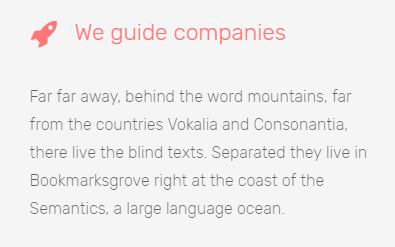 We guide companies
Far far away, behind the word mountains, far
from the countries Vokalia and Consonantia,
there live the blind texts. Separated they live in
Bookmarksgrove right at the coast of the
Semantics, a large language ocean.